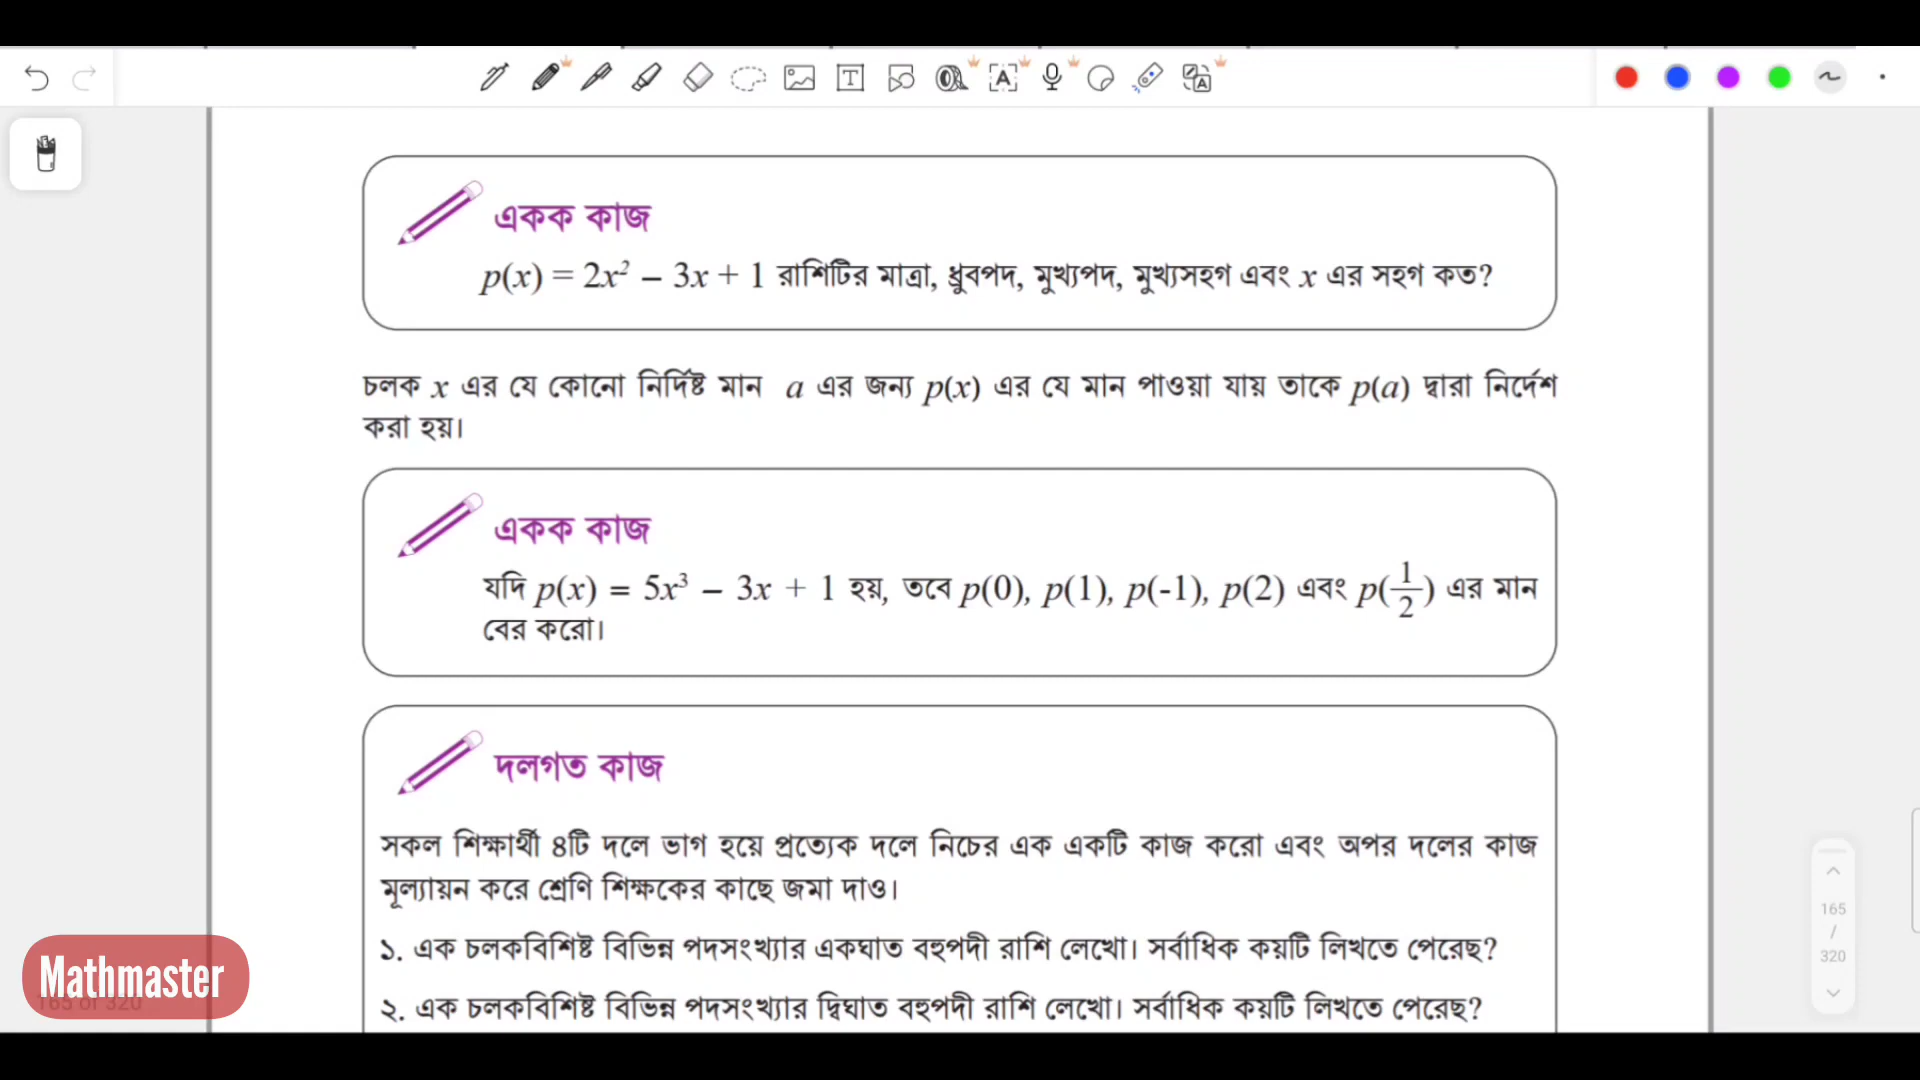 একক কাজ
p(x) = 2x² – 3x + 1 রাশিটির মাত্রা, ধ্রুবপদ, মুখ্যপদ, মুখ্যসহগ এবং x এর সহগ কত?
চলক x এর যে কোনো নির্দিষ্ট মান a এর জন্য p(x) এর যে মান পাওয়া যায় তাকে p(a) দ্বারা নির্দেশ
করা হয়।
একক কাজ
যদি p(x) = 5x³ – 3x + 1 হয়, তবে p(0), p(1), p(-1), p(2) এবং p(1/2) এর মান
বের করো।
দলগত কাজ
সকল শিক্ষার্থী ৪টি দলে ভাগ হয়ে প্রত্যেক দলে নিচের এক একটি কাজ করো এবং অপর দলের কাজ
মূল্যায়ন করে শ্রেণি শিক্ষকের কাছে জমা দাও।
১. এক চলকবিশিষ্ট বিভিন্ন পদসংখ্যার একঘাত বহুপদী রাশি লেখো। সর্বাধিক কয়টি লিখতে পেরেছ?
২. এক চলকবিশিষ্ট বিভিন্ন পদসংখ্যার দ্বিঘাত বহুপদী রাশি লেখো। সর্বাধিক কয়টি লিখতে পেরেছ?
165
/
320
Mathmaster
165 of 320